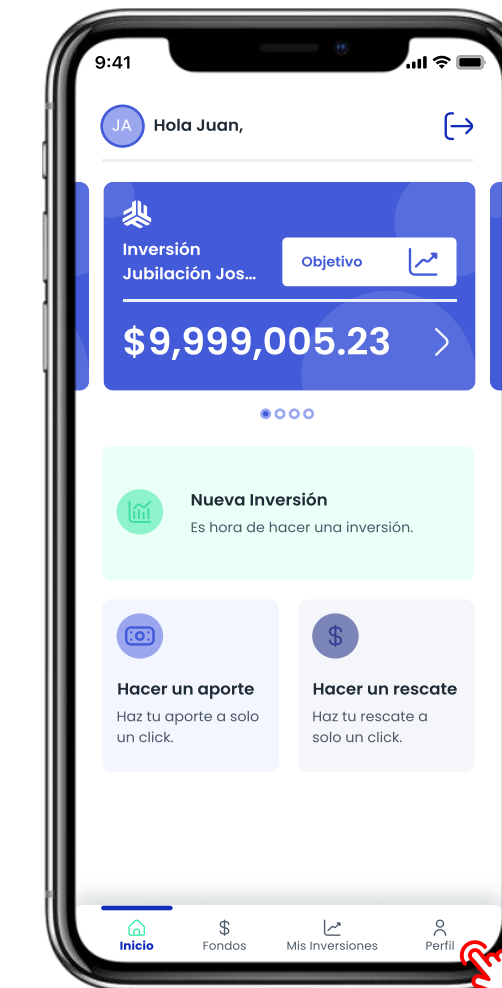 9:41
JA
Hola Juan,
Inversión
Jubilación Jos...
Objetivo
$9,999,005.23
Nueva Inversión
Es hora de hacer una inversión.
Hacer un aporte
Haz tu aporte a solo
un click.
Hacer un rescate
Haz tu rescate a
solo un click.
Inicio
Fondos
Mis Inversiones
Perfil